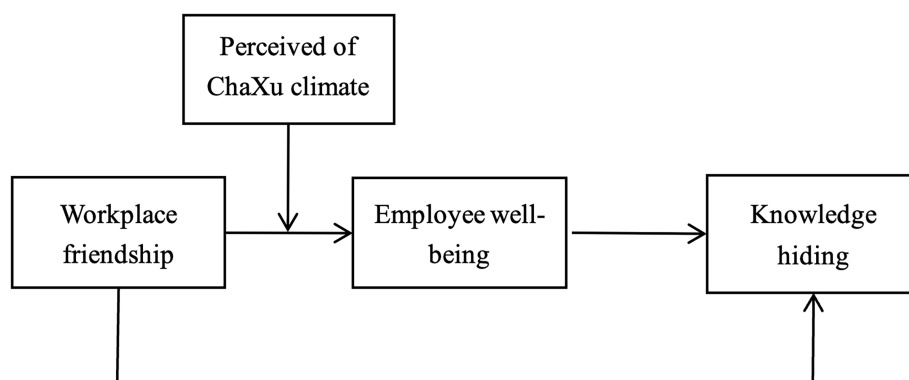 Perceived of
ChaXu climate
Workplace
friendship
Employee well-
being
Knowledge
hiding